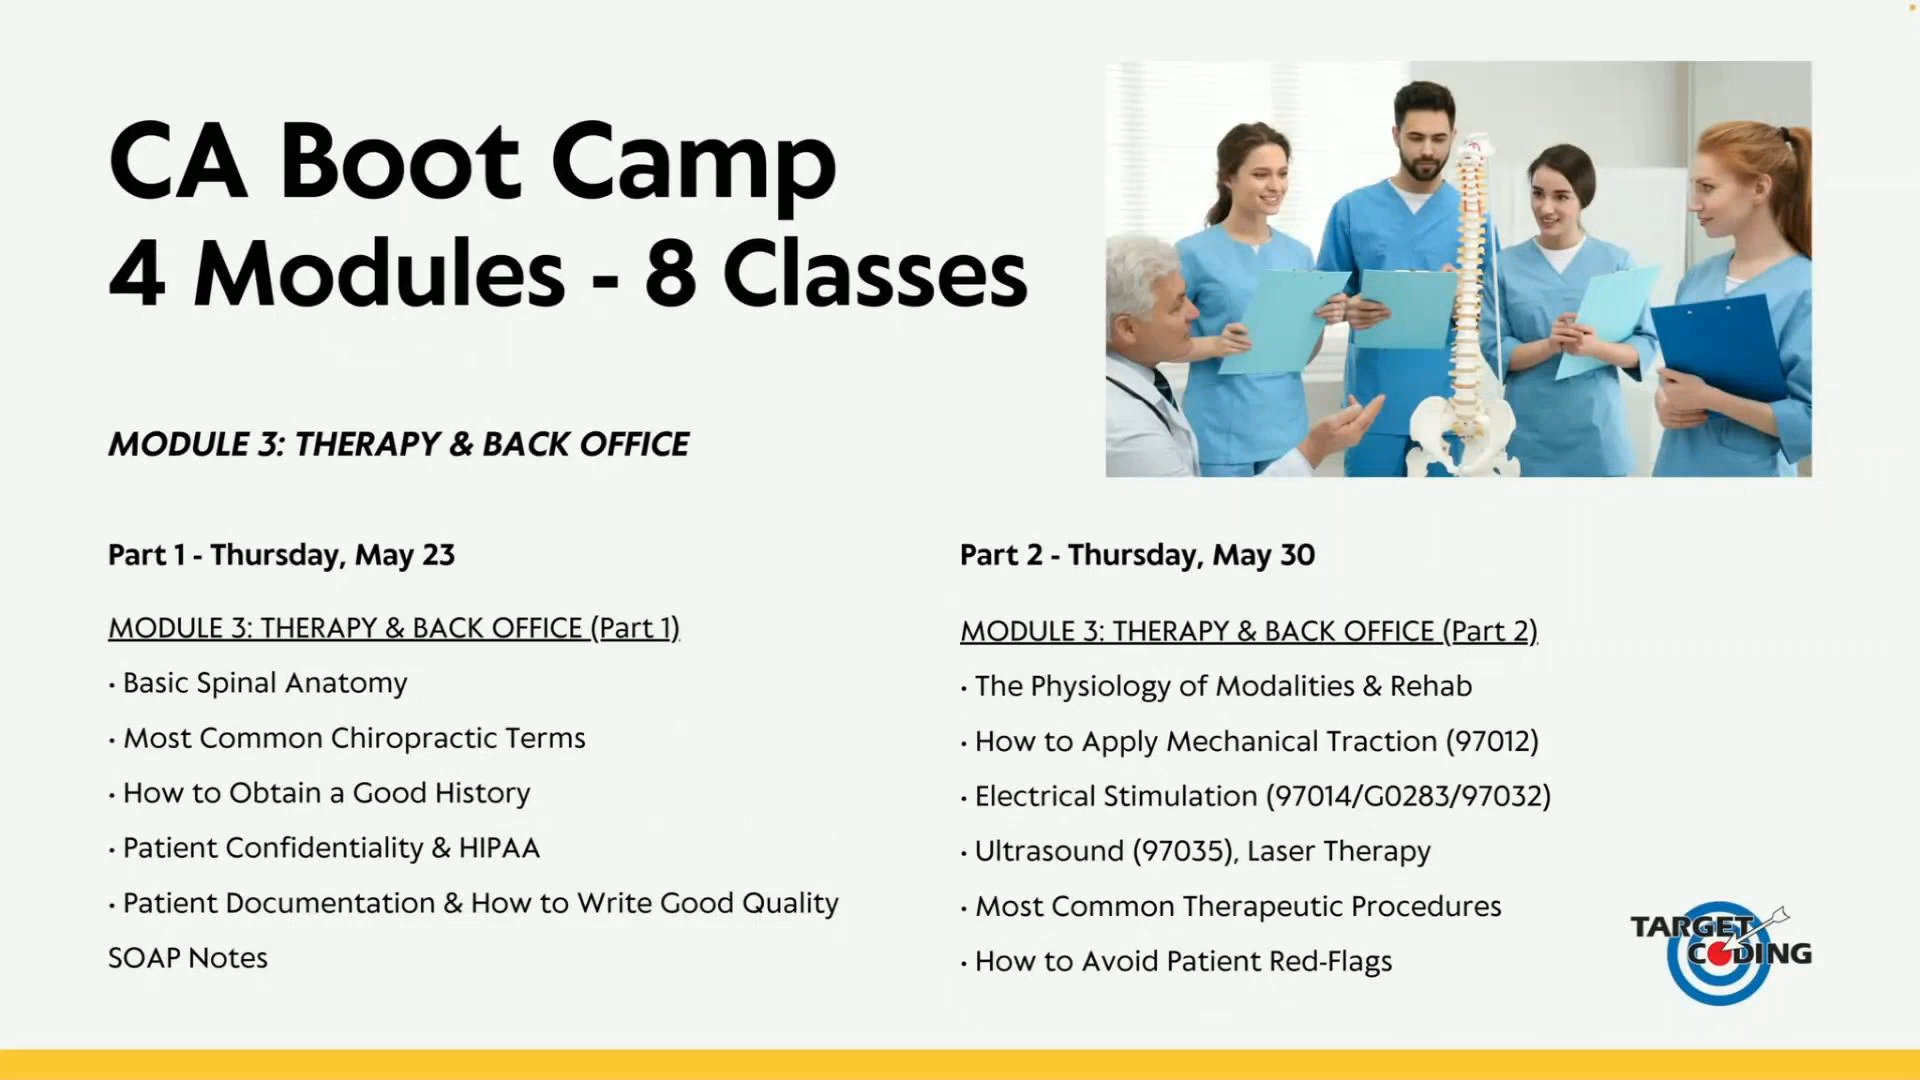 CA Boot Camp
4 Modules - 8 Classes
MODULE 3: THERAPY & BACK OFFICE
Part 1 - Thursday, May 23
MODULE 3: THERAPY & BACK OFFICE (Part 1)
• Basic Spinal Anatomy
• Most Common Chiropractic Terms
• How to Obtain a Good History
• Patient Confidentiality & HIPAA
• Patient Documentation & How to Write Good Quality
SOAP Notes
Part 2 - Thursday, May 30
MODULE 3: THERAPY & BACK OFFICE (Part 2)
• The Physiology of Modalities & Rehab
• How to Apply Mechanical Traction (97012)
• Electrical Stimulation (97014/G0283/97032)
• Ultrasound (97035), Laser Therapy
• Most Common Therapeutic Procedures
• How to Avoid Patient Red-Flags
TARGET
CODING